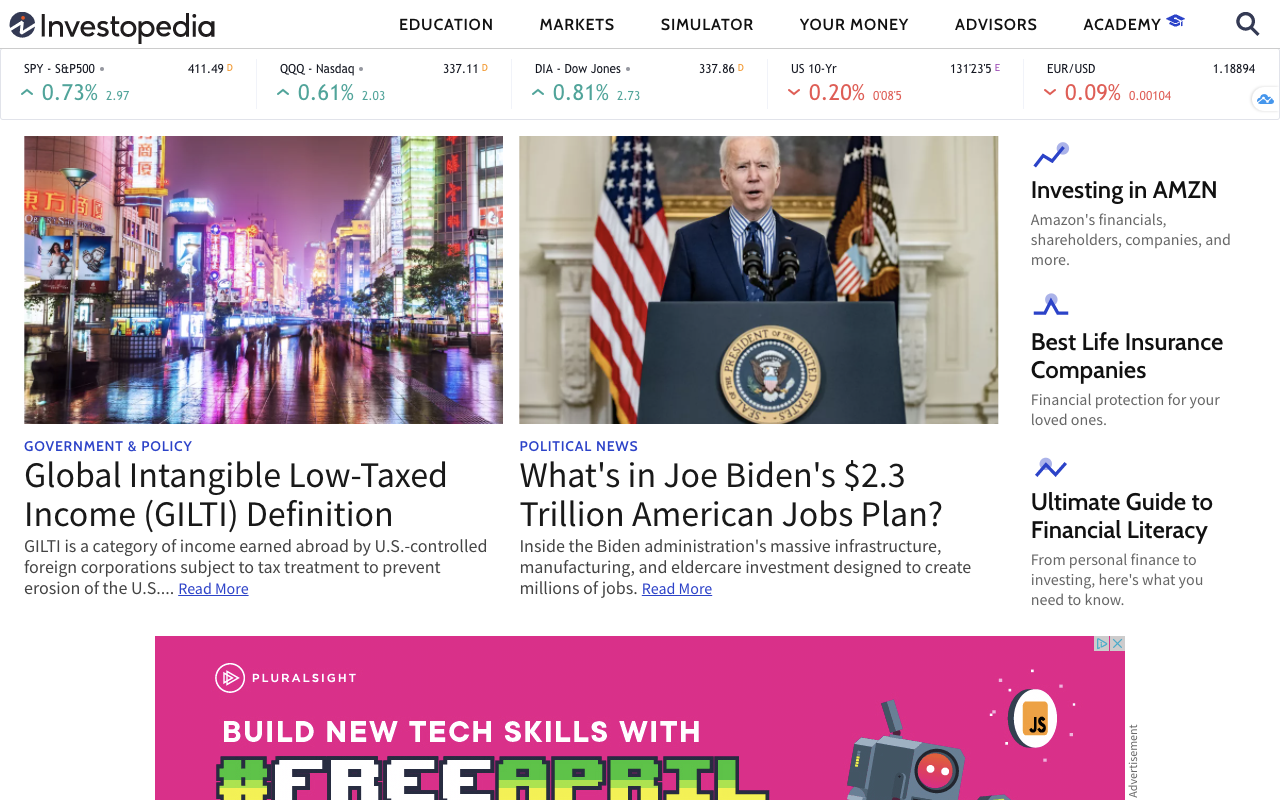 Investopedia
EDUCATION MARKETS SIMULATOR YOUR MONEY ADVISORS ACADEMY
SPY - S&P500 411.49 D
0.73% 2.97
QQQ - Nasdaq 337.11 D
0.61% 2.03
DIA - Dow Jones 337.86 D
0.81% 2.73
US 10-Yr 131'23'5 E
0.20% 0'08'5
EUR/USD 1.18894
0.09% 0.00104
GOVERNMENT & POLICY
Global Intangible Low-Taxed
Income (GILTI) Definition
GILTI is a category of income earned abroad by U.S.-controlled
foreign corporations subject to tax treatment to prevent
erosion of the U.S.... Read More
PRESIDENT OF THE UNITED STATES
SEAL OF THE
POLITICAL NEWS
What's in Joe Biden's $2.3
Trillion American Jobs Plan?
Inside the Biden administration's massive infrastructure,
manufacturing, and eldercare investment designed to create
millions of jobs. Read More
Investing in AMZN
Amazon's financials,
shareholders, companies, and
more.
Best Life Insurance
Companies
Financial protection for your
loved ones.
Ultimate Guide to
Financial Literacy
From personal finance to
investing, here's what you
need to know.
PLURALSIGHT
BUILD NEW TECH SKILLS WITH
#FREEAPRIL
JS
Advertisement